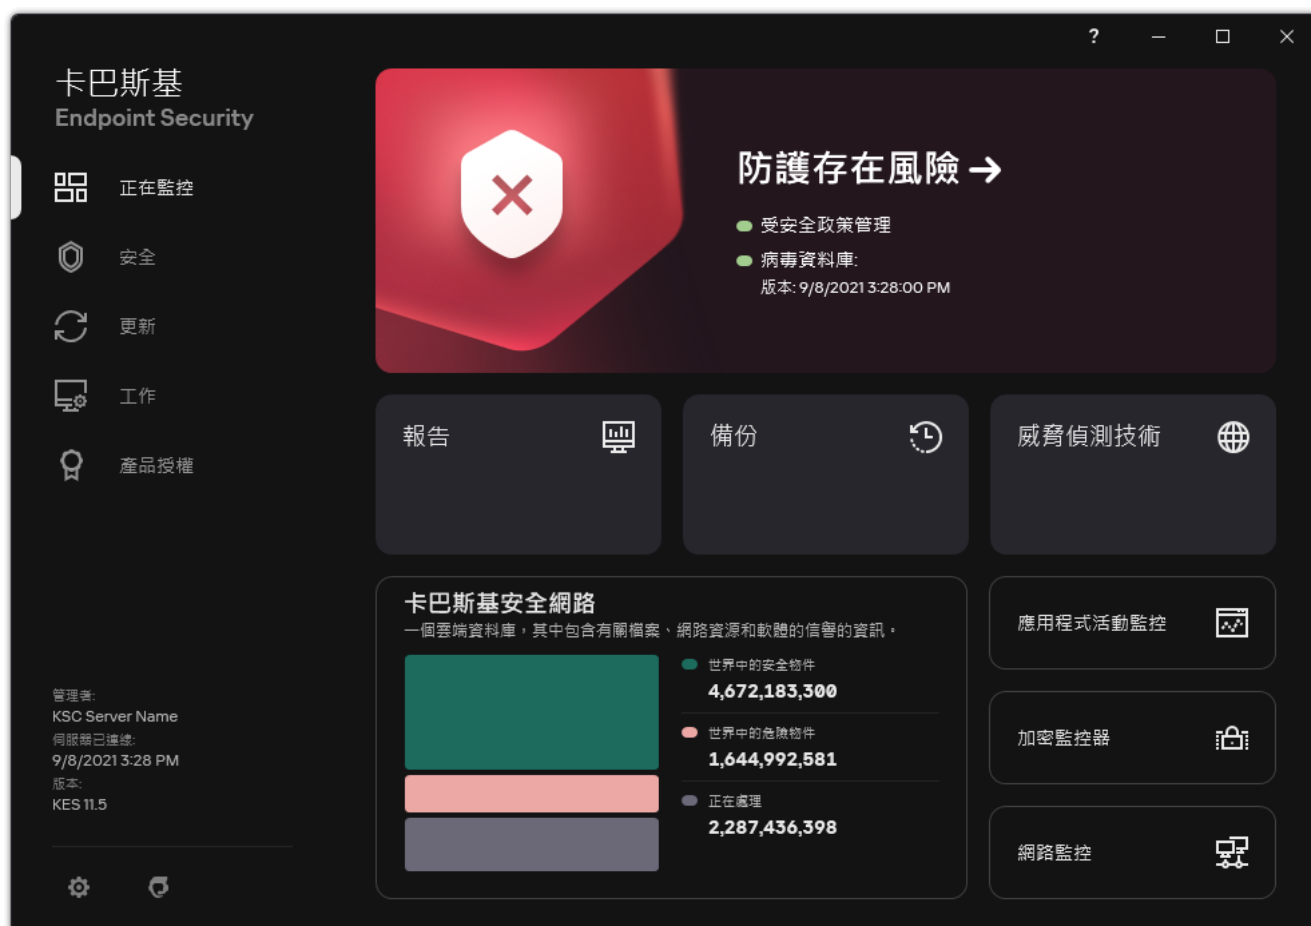 ?
卡巴斯基
Endpoint Security
正在監控
安全
更新
工作
產品授權
管理者:
KSC Server Name
伺服器已連線:
9/8/2021 3:28 PM
版本:
KES 11.5
防護存在風險
受安全政策管理
病毒資料庫:
版本: 9/8/2021 3:28:00 PM
報告
備份
威脅偵測技術
卡巴斯基安全網路
一個雲端資料庫，其中包含有關檔案、網路資源和軟體的信譽的資訊。
世界中的安全物件
4,672,183,300
世界中的危險物件
1,644,992,581
正在處理
2,287,436,398
應用程式活動監控
加密監控器
網路監控